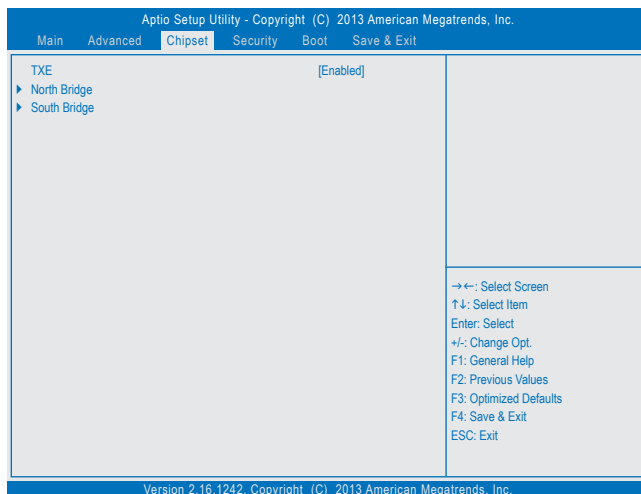 Aptio Setup Utility - Copyright (C) 2013 American Megatrends, Inc.
Main Advanced Chipset Security Boot Save & Exit
TXE [Enabled]
North Bridge
South Bridge
→←: Select Screen
↑↓: Select Item
Enter: Select
+/-: Change Opt.
F1: General Help
F2: Previous Values
F3: Optimized Defaults
F4: Save & Exit
ESC: Exit
Version 2.16.1242. Copyright (C) 2013 American Megatrends, Inc.